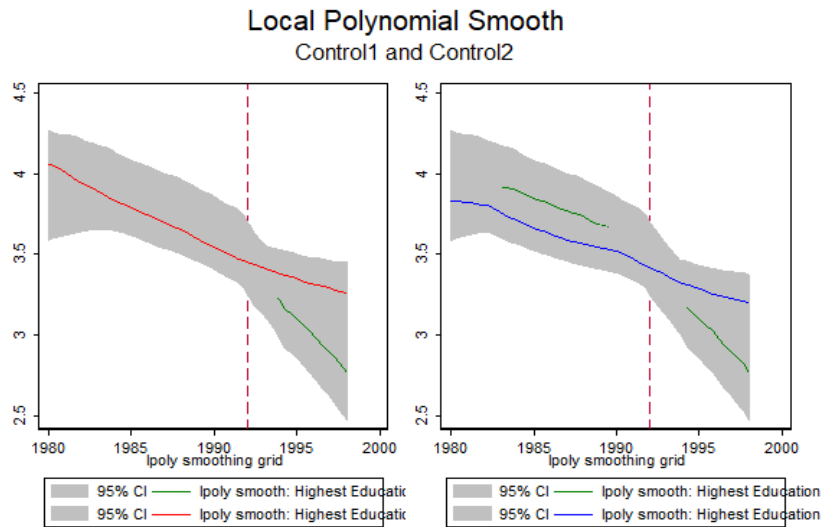 Local Polynomial Smooth
Control1 and Control2
4.5
4
3.5
3
2.5
1980 1985 1990 1995 2000
lpoly smoothing grid
95% CI lpoly smooth: Highest Educatio
95% CI lpoly smooth: Highest Educatio
4.5
4
3.5
3
2.5
1980 1985 1990 1995 2000
lpoly smoothing grid
95% CI lpoly smooth: Highest Education
95% CI lpoly smooth: Highest Education